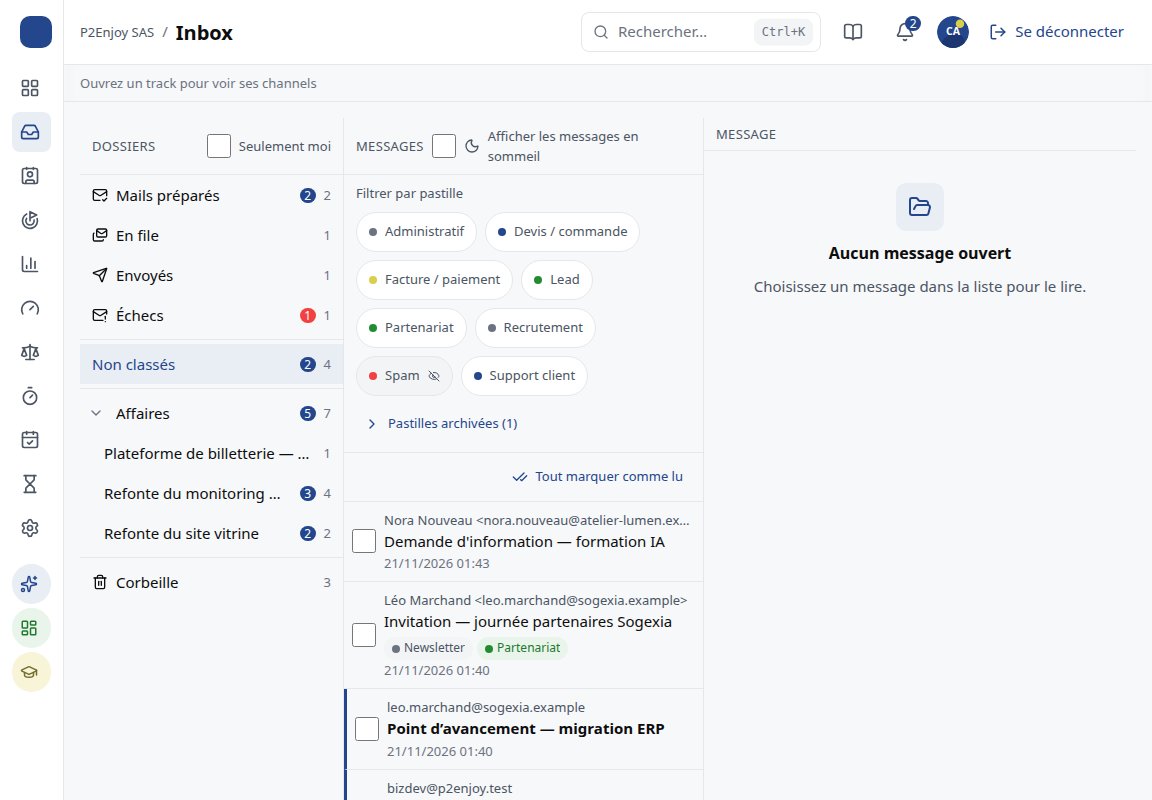 P2Enjoy SAS / Inbox
Rechercher...
Ctrl+K
2
CA
Se déconnecter
Ouvrez un track pour voir ses channels
DOSSIERS
Seulement moi
Mails préparés 2 2
En file 1
Envoyés 1
Échecs 1 1
Non classés 2 4
Affaires 5 7
Plateforme de billetterie — ... 1
Refonte du monitoring ... 3 4
Refonte du site vitrine 2 2
Corbeille 3
MESSAGES
Afficher les messages en
sommeil
Filtrer par pastille
Administratif
Devis / commande
Facture / paiement
Lead
Partenariat
Recrutement
Spam
Support client
Pastilles archivées (1)
Tout marquer comme lu
Nora Nouveau <nora.nouveau@atelier-lumen.ex...
Demande d'information — formation IA
21/11/2026 01:43
Léo Marchand <leo.marchand@sogexia.example>
Invitation — journée partenaires Sogexia
Newsletter
Partenariat
21/11/2026 01:40
leo.marchand@sogexia.example
Point d’avancement — migration ERP
21/11/2026 01:40
bizdev@p2enjoy.test
MESSAGE
Aucun message ouvert
Choisissez un message dans la liste pour le lire.